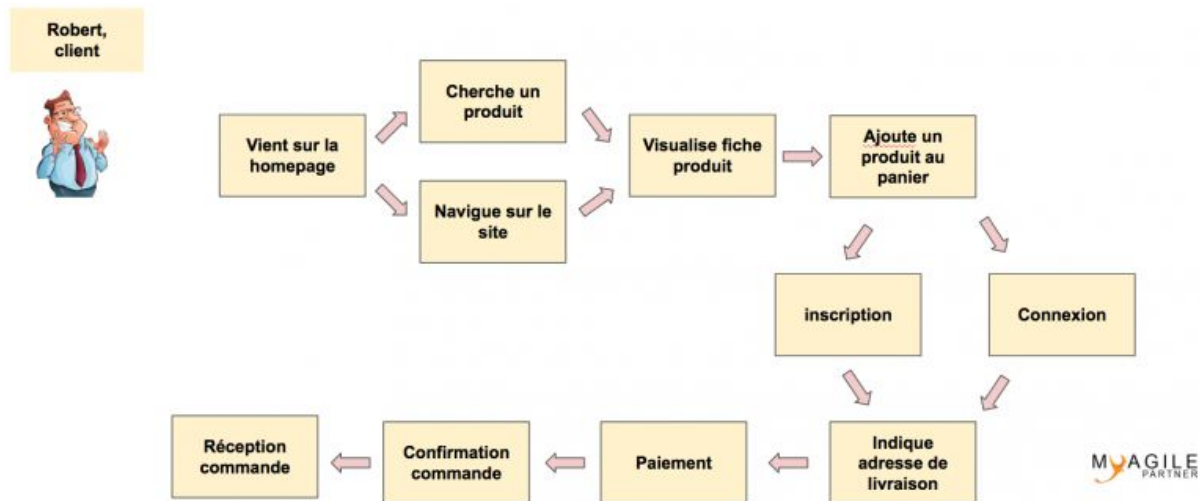 Robert,
client
Cherche un
produit
Vient sur la
homepage
Navigue sur le
site
Visualise fiche
produit
Ajoute un
produit au
panier
inscription
Connexion
Réception
commande
Confirmation
commande
Paiement
Indique
adresse de
livraison
MYAGILE
PARTNER